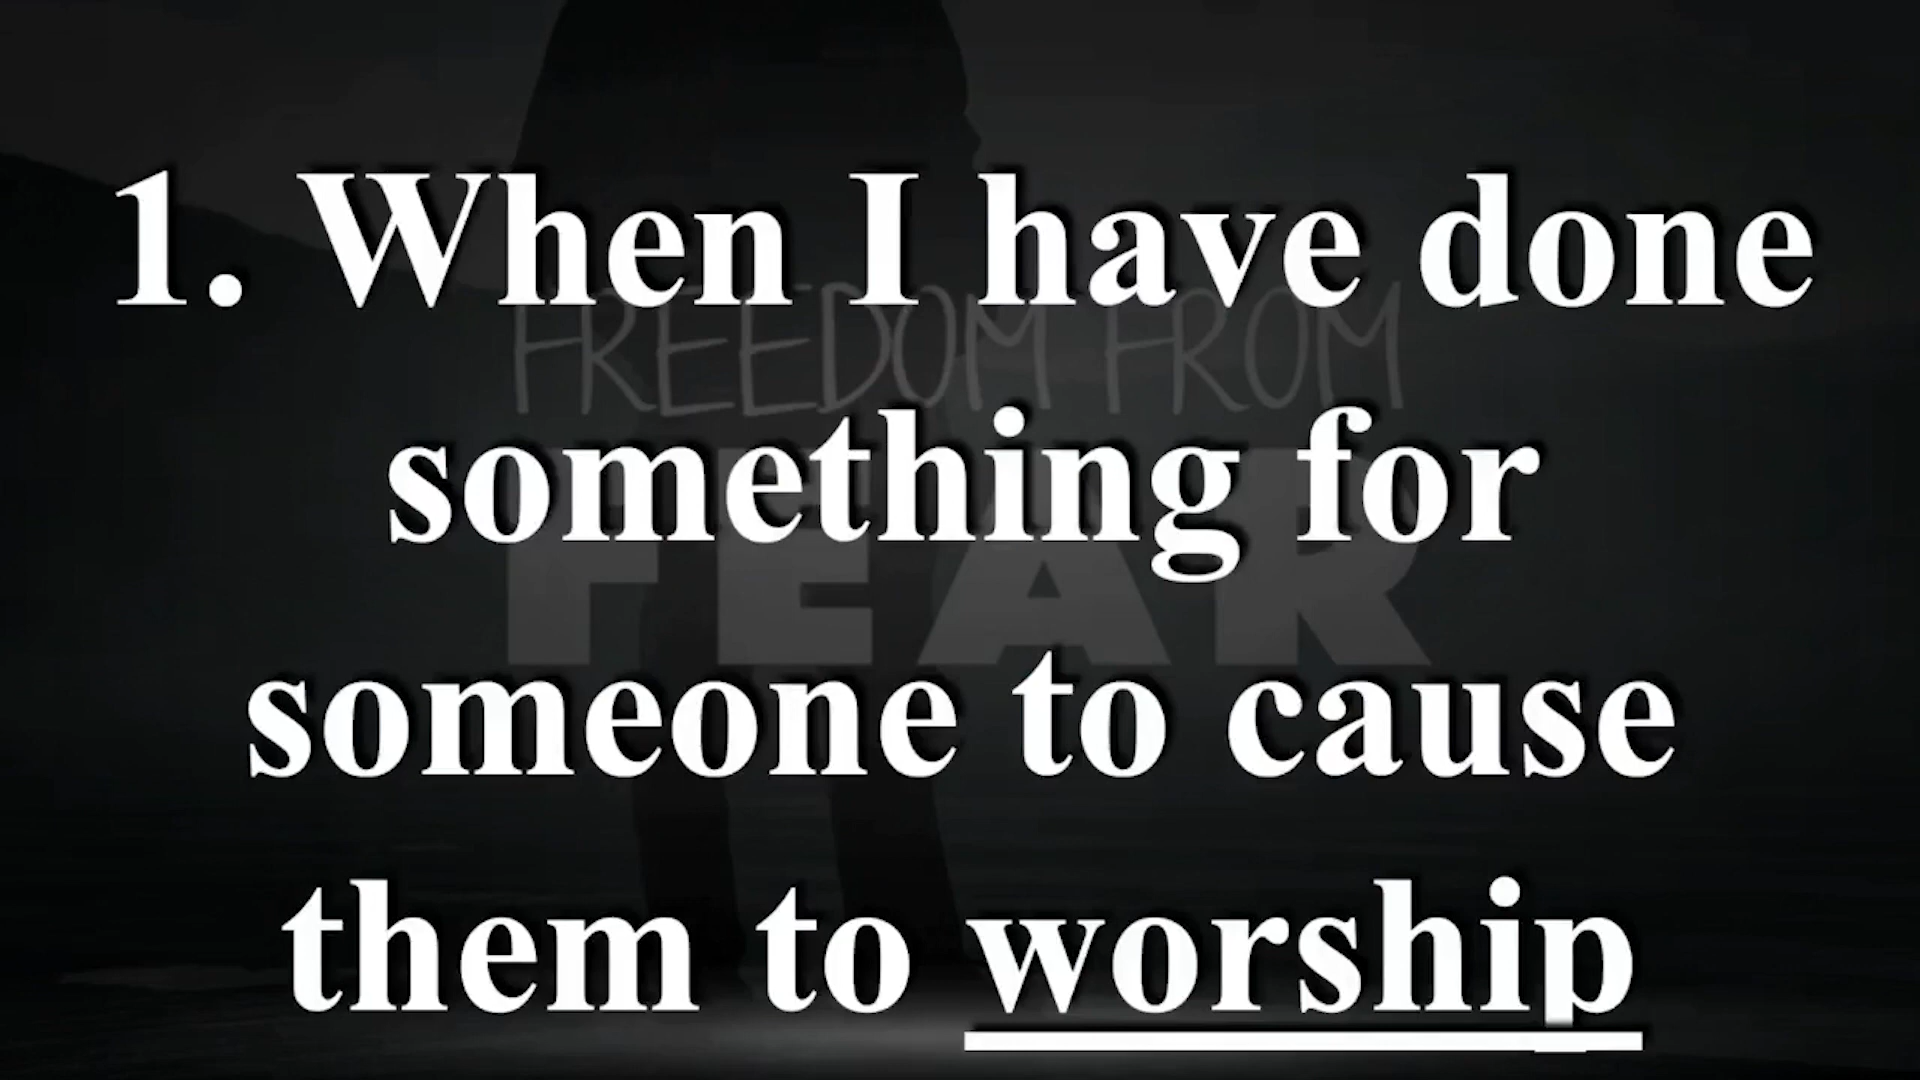 1. When I have done
FREEDOM FROM
something for
FEAR
someone to cause
them to worship